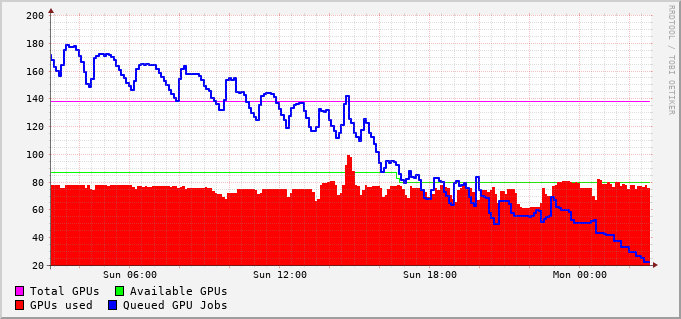 200
180
160
140
120
100
80
60
40
20
Sun 06:00 Sun 12:00 Sun 18:00 Mon 00:00
Total GPUs Available GPUs
GPUs used Queued GPU Jobs
RRDTOOL / TOBI OETIKER